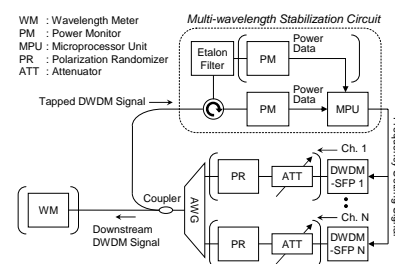 WM : Wavelength Meter
PM : Power Monitor
MPU : Microprocessor Unit
PR : Polarization Randomizer
ATT : Attenuator
Multi-wavelength Stabilization Circuit
Etalon
Filter
PM
Power
Data
Tapped DWDM Signal
PM
Power
Data
MPU
Ch. 1
PR
ATT
DWDM
-SFP 1
AWG
Coupler
WM
Downstream
DWDM Signal
Ch. N
PR
ATT
DWDM
-SFP N